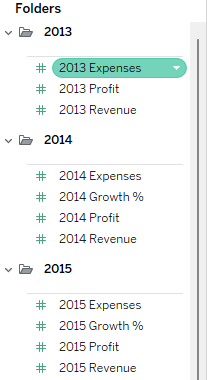 Folders
2013
2013 Expenses
2013 Profit
2013 Revenue
2014
2014 Expenses
2014 Growth %
2014 Profit
2014 Revenue
2015
2015 Expenses
2015 Growth %
2015 Profit
2015 Revenue